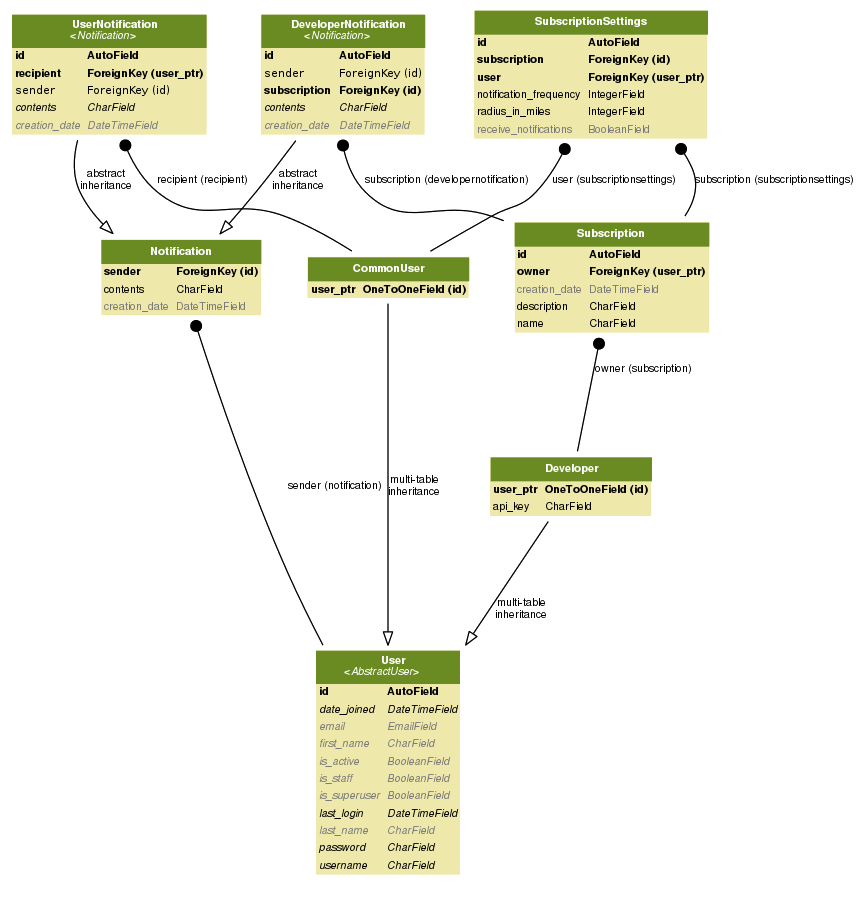 UserNotification
<Notification>
id AutoField
recipient ForeignKey (user_ptr)
sender ForeignKey (id)
contents CharField
creation_date DateTimeField
DeveloperNotification
<Notification>
id AutoField
sender ForeignKey (id)
subscription ForeignKey (id)
contents CharField
creation_date DateTimeField
SubscriptionSettings
id AutoField
subscription ForeignKey (id)
user ForeignKey (user_ptr)
notification_frequency IntegerField
radius_in_miles IntegerField
receive_notifications BooleanField
abstract
inheritance
recipient (recipient)
abstract
inheritance
subscription (developernotification)
user (subscriptionsettings)
subscription (subscriptionsettings)
Notification
sender ForeignKey (id)
contents CharField
creation_date DateTimeField
CommonUser
user_ptr OneToOneField (id)
Subscription
id AutoField
owner ForeignKey (user_ptr)
creation_date DateTimeField
description CharField
name CharField
owner (subscription)
sender (notification)
multi-table
inheritance
Developer
user_ptr OneToOneField (id)
api_key CharField
multi-table
inheritance
User
<AbstractUser>
id AutoField
date_joined DateTimeField
email EmailField
first_name CharField
is_active BooleanField
is_staff BooleanField
is_superuser BooleanField
last_login DateTimeField
last_name CharField
password CharField
username CharField